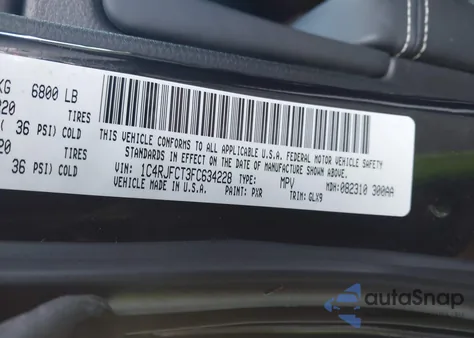 KG 6800 LB
20 TIRES
( 36 PSI) COLD
20 TIRES
36 PSI) COLD
THIS VEHICLE CONFORMS TO ALL APPLICABLE U.S.A. FEDERAL MOTOR VEHICLE SAFETY
STANDARDS IN EFFECT ON THE DATE OF MANUFACTURE SHOWN ABOVE.
VIN: 1C4RJFCT3FC634228 TYPE: MPV MDH: 082310 300AA
VEHICLE MADE IN U.S.A. PAINT: PXR TRIM: GLX9
autoSnap